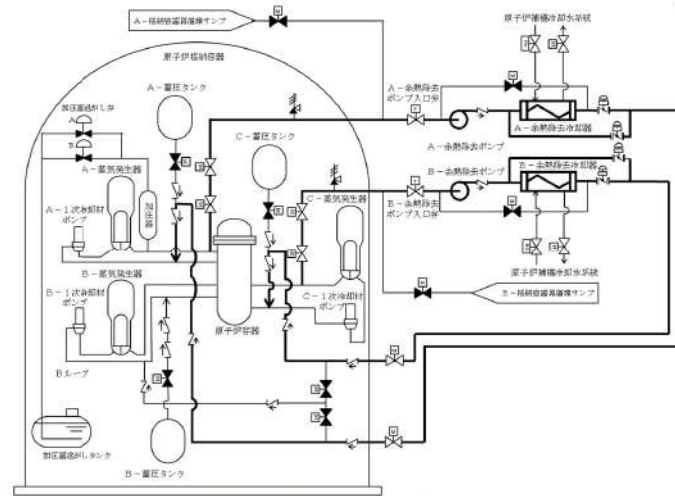 A-格納容器再循環サンプ
原子炉補機冷却水系統
原子炉格納容器
A-蓄圧タンク
加圧器逃がし弁
A
B
A-余熱除去
ポンプ入口弁
A-余熱除去冷却器
A-余熱除去ポンプ
C-蓄圧タンク
B-余熱除去ポンプ
B-余熱除去冷却器
A-蒸気発生器
C-蒸気発生器
B-余熱除去
ポンプ入口弁
A-1次冷却材
ポンプ
加圧器
原子炉補機冷却水系統
B-格納容器再循環サンプ
B-蒸気発生器
B-1次冷却材
ポンプ
C-1次冷却材
ポンプ
原子炉容器
Bループ
加圧器逃がしタンク
B-蓄圧タンク